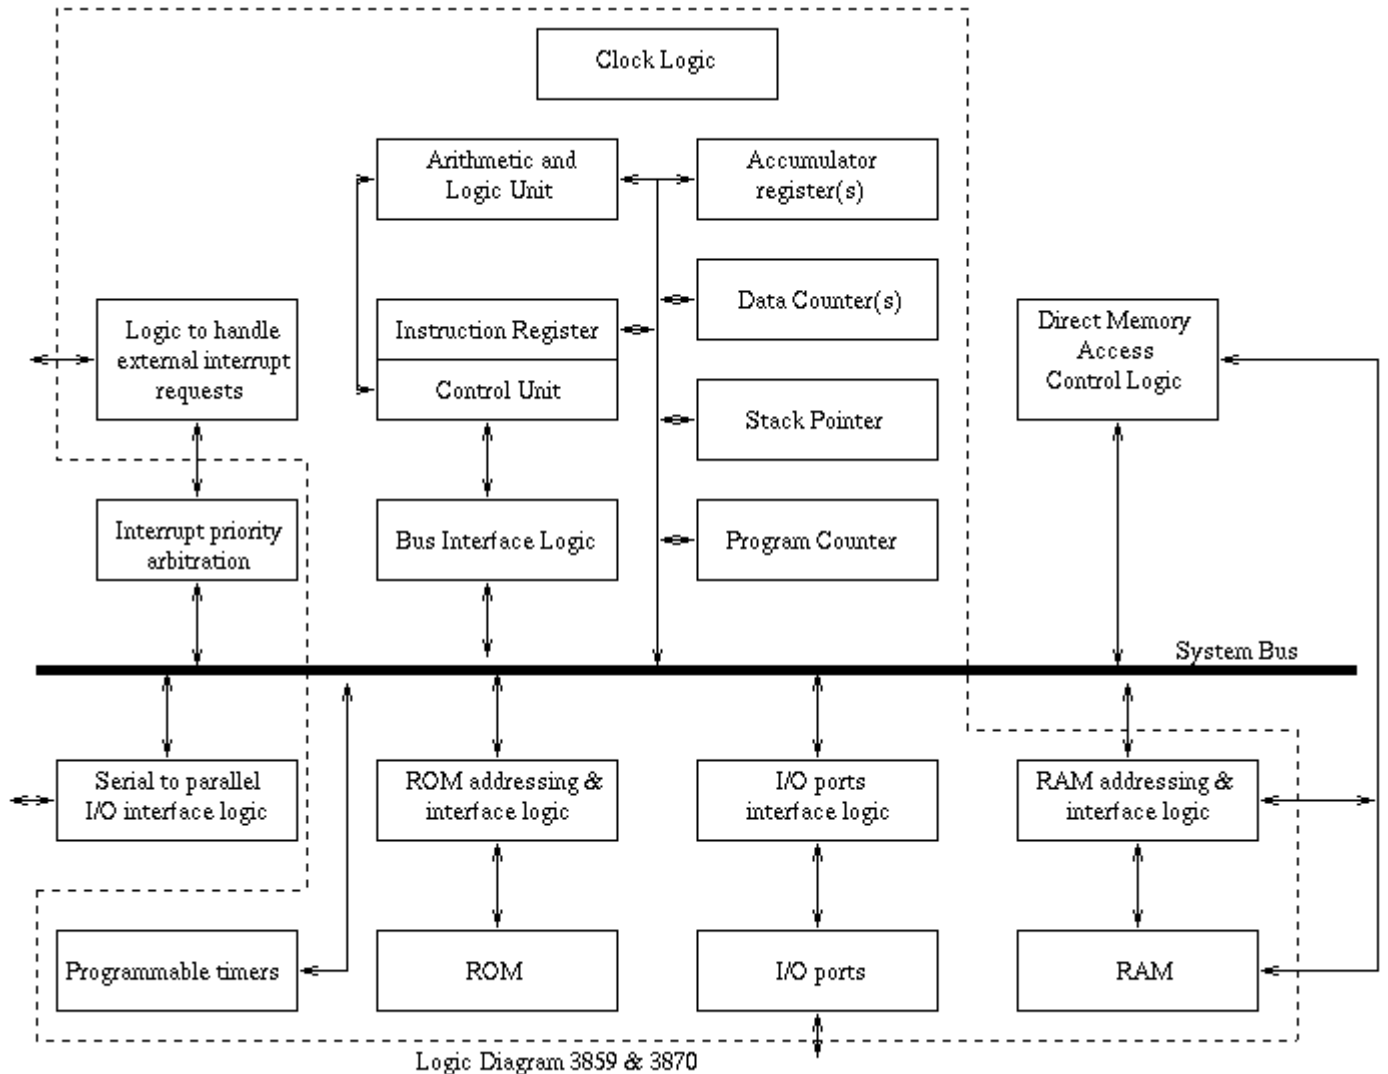 Clock Logic
Arithmetic and
Logic Unit
Accumulator
register(s)
Data Counter(s)
Logic to handle
external interrupt
requests
Instruction Register
Control Unit
Direct Memory
Access
Control Logic
Stack Pointer
Interrupt priority
arbitration
Bus Interface Logic
Program Counter
System Bus
Serial to parallel
I/O interface logic
ROM addressing &
interface logic
I/O ports
interface logic
RAM addressing &
interface logic
Programmable timers
ROM
I/O ports
RAM
Logic Diagram 3859 & 3870